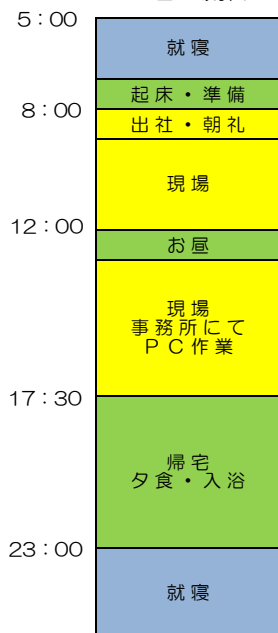 5:00
就寝
起床・準備
8:00
出社・朝礼
現場
12:00
お昼
現場
事務所にて
PC作業
17:30
帰宅
夕食・入浴
23:00
就寝